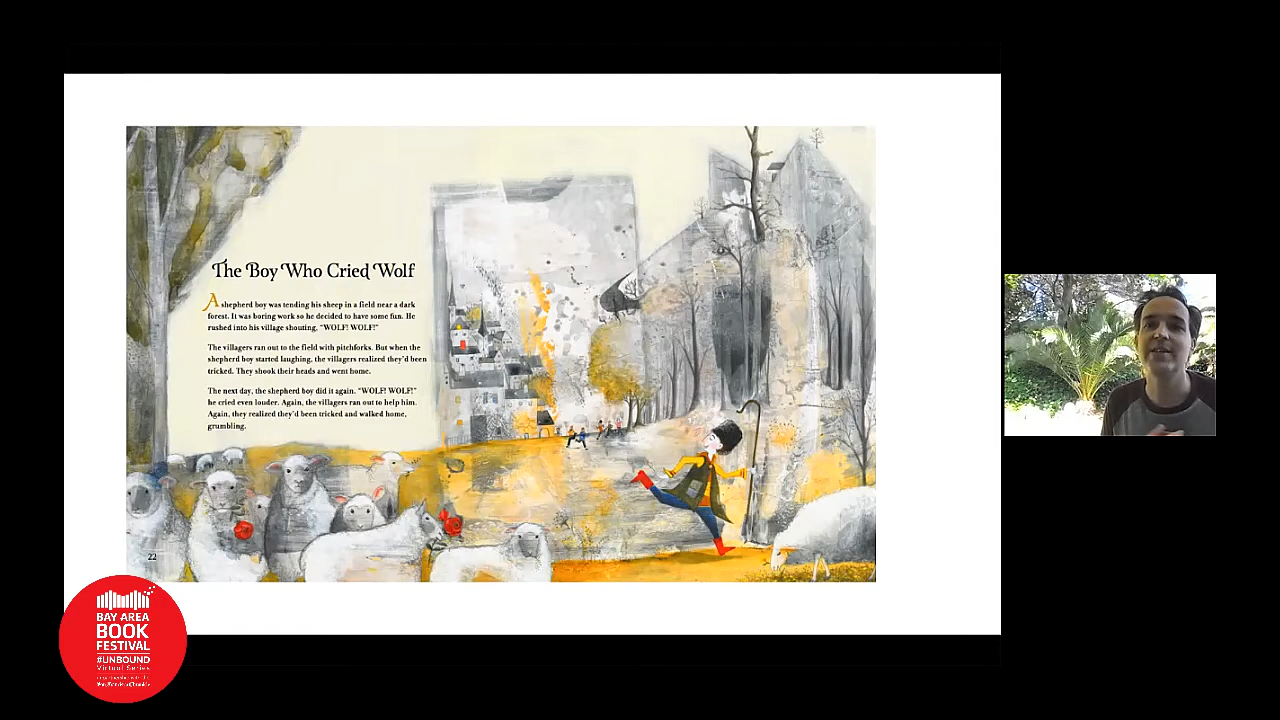 The Boy Who Cried Wolf
A shepherd boy was tending his sheep in a field near a dark
forest. It was boring work so he decided to have some fun. He
rushed into his village shouting, “WOLF! WOLF!”
The villagers ran out to the field with pitchforks. But when the
shepherd boy started laughing, the villagers realized they’d been
tricked. They shook their heads and went home.
The next day, the shepherd boy did it again. “WOLF! WOLF!”
he cried even louder. Again, the villagers ran out to help him.
Again, they realized they’d been tricked and walked home,
grumbling.
22
BAY AREA
BOOK
FESTIVAL
#UNBOUND
Virtual Series